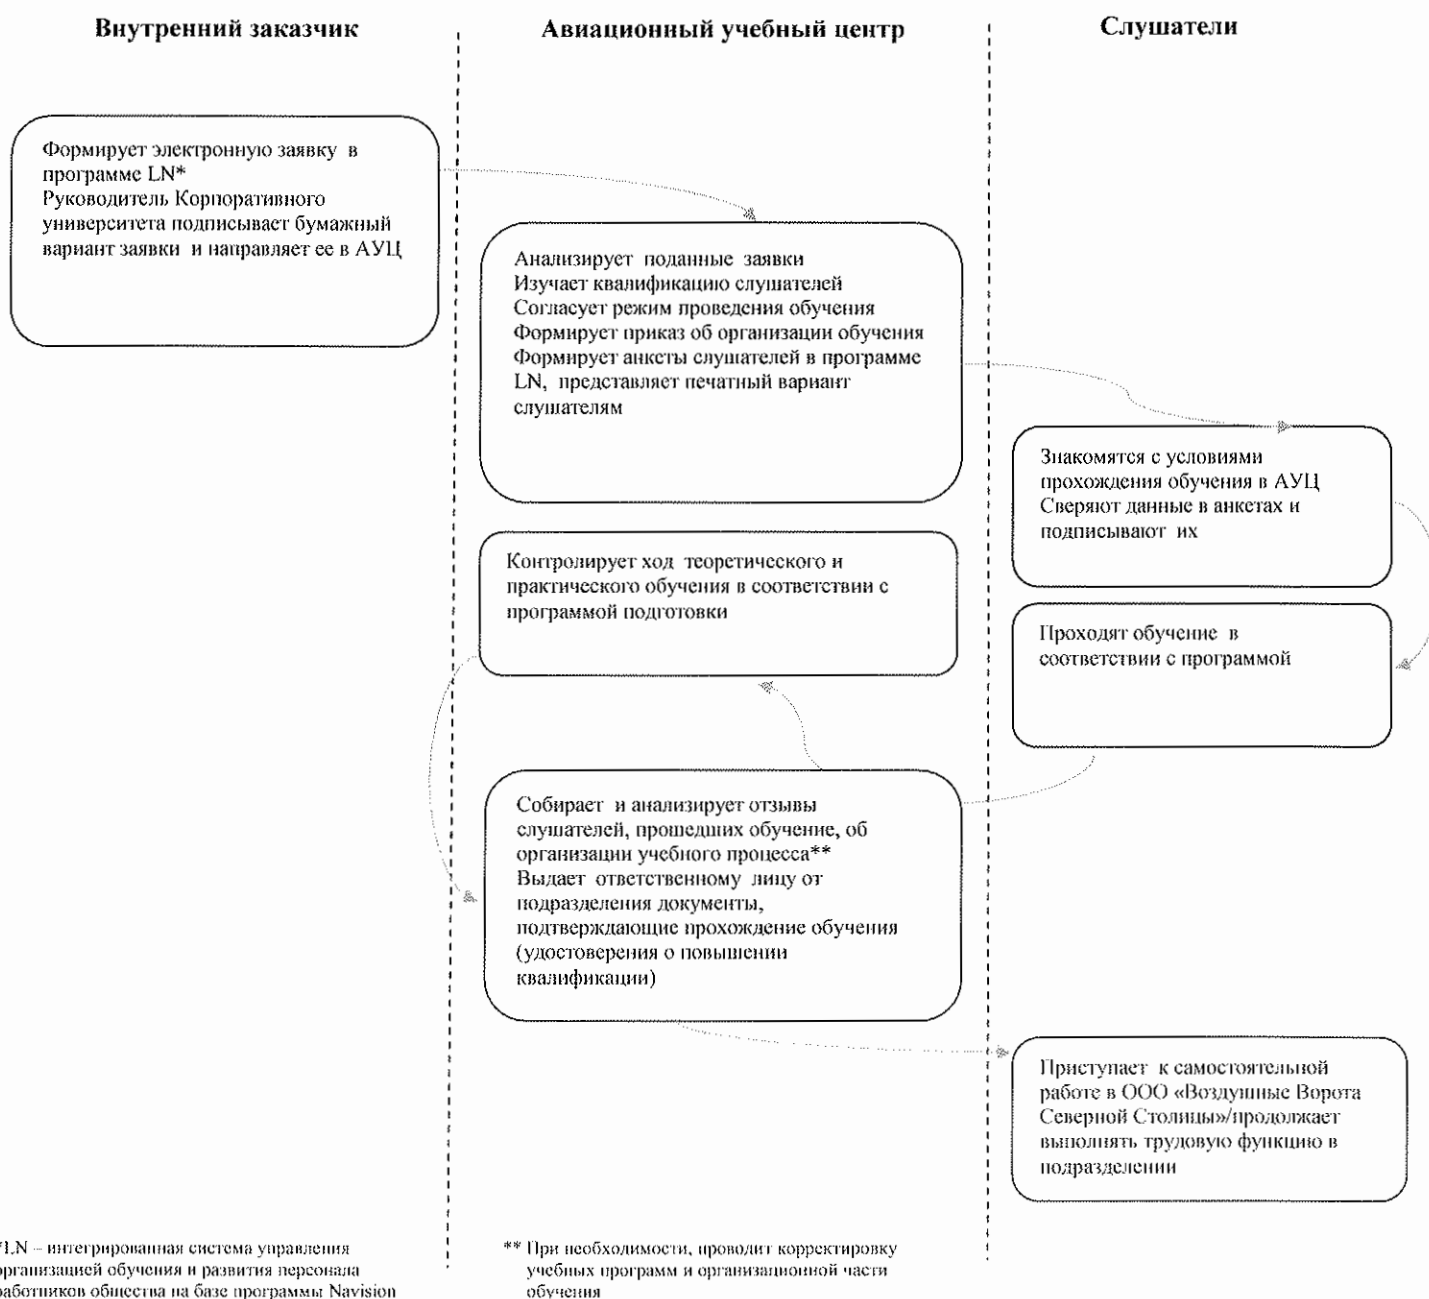 Внутренний заказчик
Авиационный учебный центр
Слушатели
Формирует электронную заявку в
программе LN*
Руководитель Корпоративного
университета подписывает бумажный
вариант заявки и направляет ее в АУЦ
Анализирует поданные заявки
Изучает квалификацию слушателей
Согласует режим проведения обучения
Формирует приказ об организации обучения
Формирует анкеты слушателей в программе
LN, представляет печатный вариант
слушателям
Знакомятся с условиями
прохождения обучения в АУЦ
Сверяют данные в анкетах и
подписывают их
Контролирует ход теоретического и
практического обучения в соответствии с
программой подготовки
Проходят обучение в
соответствии с программой
Собирает и анализирует отзывы
слушателей, прошедших обучение, об
организации учебного процесса**
Выдает ответственному лицу от
подразделения документы,
подтверждающие прохождение обучения
(удостоверения о повышении
квалификации)
Приступает к самостоятельной
работе в ООО «Воздушные Ворота
Северной Столицы»/продолжает
выполнять трудовую функцию в
подразделении
*LN – интегрированная система управления
организацией обучения и развития персонала
работников общества на базе программы Navision
** При необходимости, проводит корректировку
учебных программ и организационной части
обучения